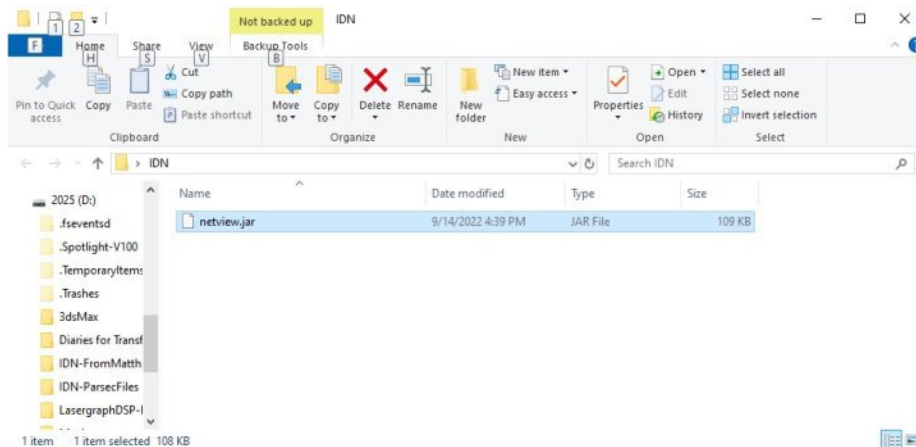 Not backed up IDN
1 2
F Home Share View Backup Tools
H S V B
Pin to Quick access
Copy
Paste
Cut
Copy path
Paste shortcut
Clipboard
Move to
Copy to
Delete
Rename
Organize
New folder
New item
Easy access
New
Properties
Open
Edit
History
Open
Select all
Select none
Invert selection
Select
IDN
Search IDN
2025 (D:)
.fseventsd
.Spotlight-V100
.TemporaryItems
.Trashes
3dsMax
Diaries for Transf
IDN-FromMatth
IDN-ParsecFiles
LasergraphDSP-
Name Date modified Type Size
netview.jar 9/14/2022 4:39 PM JAR File 109 KB
1 item 1 item selected 108 KB